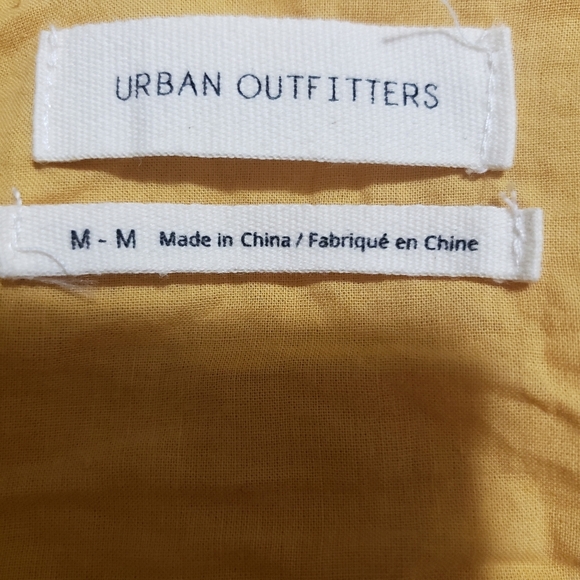 URBAN OUTFITTERS
M - M Made in China / Fabriqué en Chine